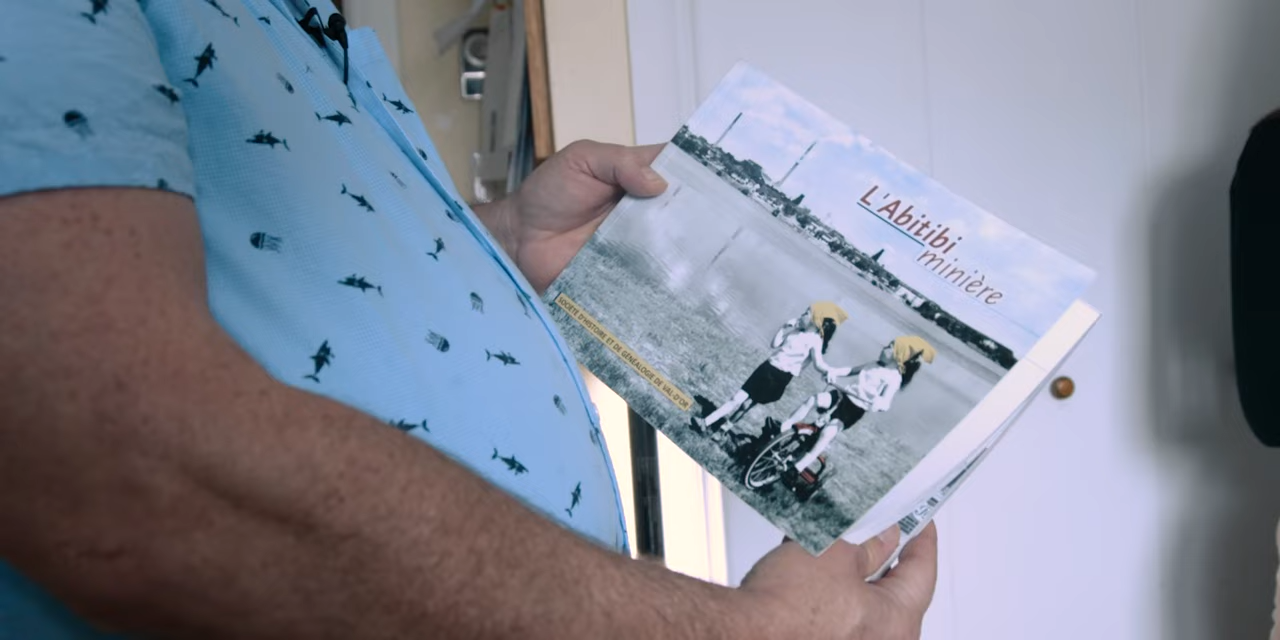 L'Abitibi
minière
SOCIÉTÉ D'HISTOIRE ET DE GÉNÉALOGIE DE VAL-D'OR